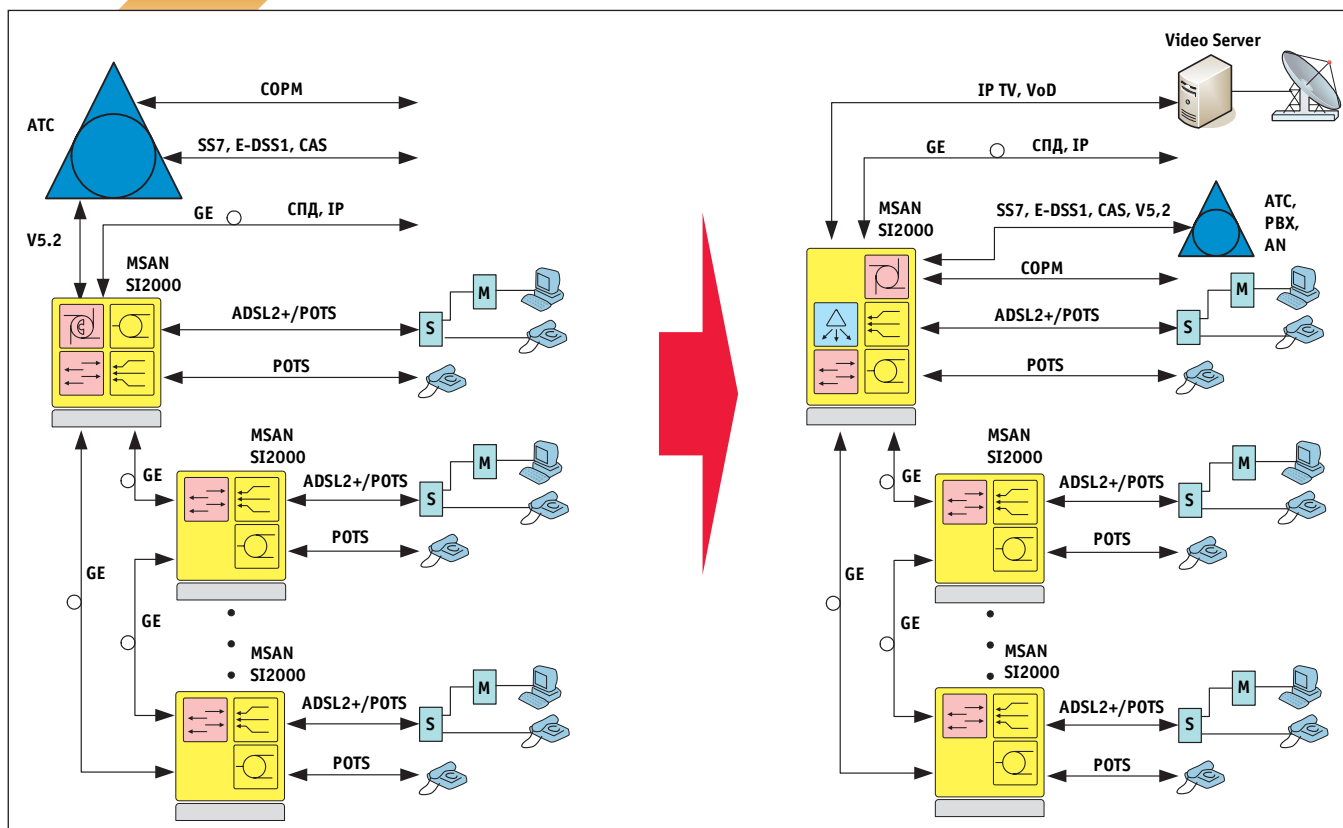 СОРМ
АТС
SS7, E-DSS1, CAS
GE СПД, IP
V5.2
MSAN
SI2000
ADSL2+/POTS
S
M
POTS
GE
MSAN
SI2000
ADSL2+/POTS
S
M
POTS
GE
GE
MSAN
SI2000
ADSL2+/POTS
S
M
POTS
Video Server
IP TV, VoD
GE СПД, IP
MSAN
SI2000
SS7, E-DSS1, CAS, V5,2
АТС,
PBX,
AN
СОРМ
ADSL2+/POTS
S
M
POTS
GE
MSAN
SI2000
ADSL2+/POTS
S
M
POTS
GE
GE
MSAN
SI2000
ADSL2+/POTS
S
M
POTS